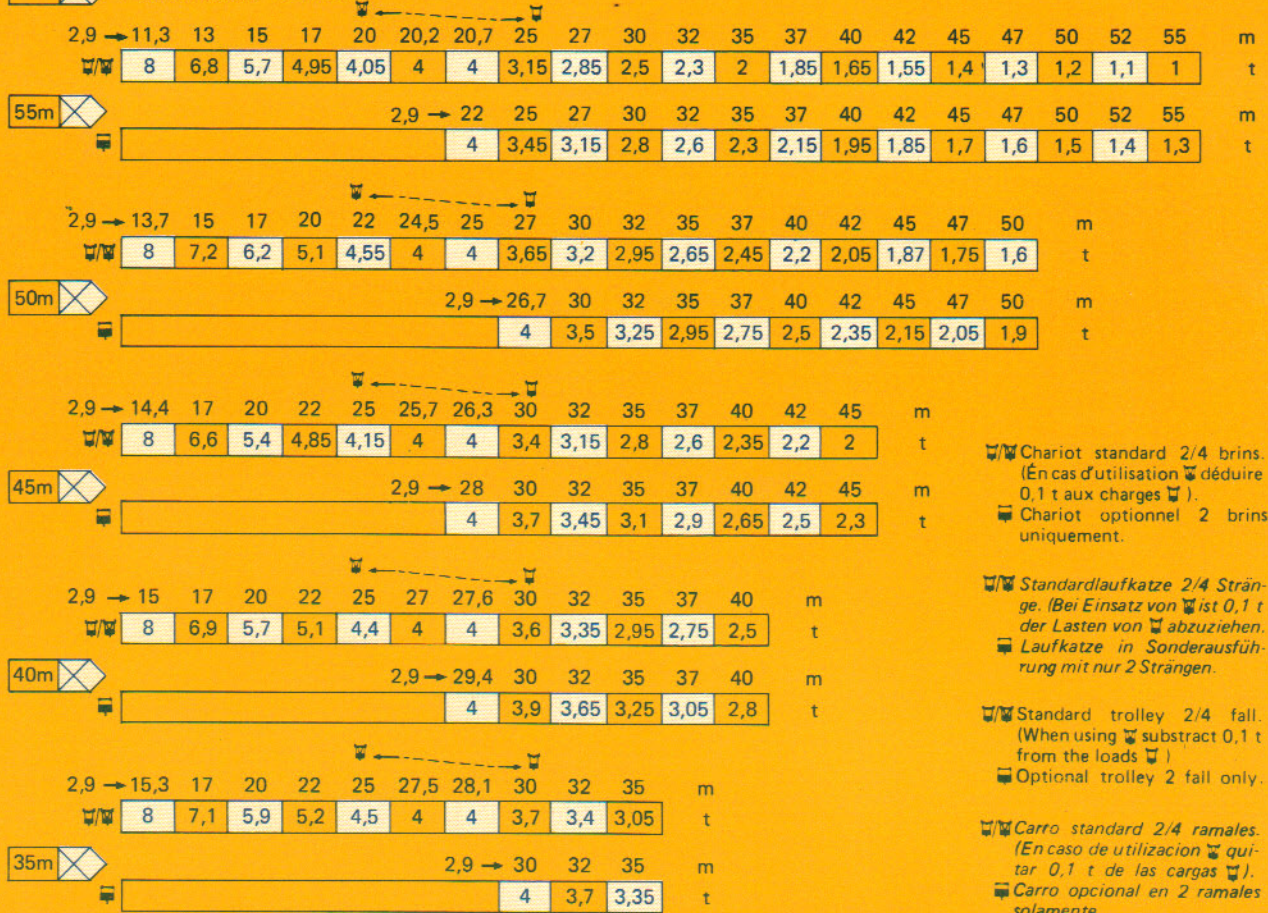 2,9 → 11,3 13 15 17 20 20,2 20,7 25 27 30 32 35 37 40 42 45 47 50 52 55 m
8 6,8 5,7 4,95 4,05 4 4 3,15 2,85 2,5 2,3 2 1,85 1,65 1,55 1,4 1,3 1,2 1,1 1 t
55m 2,9 → 22 25 27 30 32 35 37 40 42 45 47 50 52 55 m
4 3,45 3,15 2,8 2,6 2,3 2,15 1,95 1,85 1,7 1,6 1,5 1,4 1,3 t
2,9 → 13,7 15 17 20 22 24,5 25 27 30 32 35 37 40 42 45 47 50 m
8 7,2 6,2 5,1 4,55 4 4 3,65 3,2 2,95 2,65 2,45 2,2 2,05 1,87 1,75 1,6 t
50m 2,9 → 26,7 30 32 35 37 40 42 45 47 50 m
4 3,5 3,25 2,95 2,75 2,5 2,35 2,15 2,05 1,9 t
2,9 → 14,4 17 20 22 25 25,7 26,3 30 32 35 37 40 42 45 m
8 6,6 5,4 4,85 4,15 4 4 3,4 3,15 2,8 2,6 2,35 2,2 2 t
45m 2,9 → 28 30 32 35 37 40 42 45 m
4 3,7 3,45 3,1 2,9 2,65 2,5 2,3 t
2,9 → 15 17 20 22 25 27 27,6 30 32 35 37 40 m
8 6,9 5,7 5,1 4,4 4 4 3,6 3,35 2,95 2,75 2,5 t
40m 2,9 → 29,4 30 32 35 37 40 m
4 3,9 3,65 3,25 3,05 2,8 t
2,9 → 15,3 17 20 22 25 27,5 28,1 30 32 35 m
8 7,1 5,9 5,2 4,5 4 4 3,7 3,4 3,05 t
35m 2,9 → 30 32 35 m
4 3,7 3,35 t
Chariot standard 2/4 brins.
(En cas d'utilisation déduire
0,1 t aux charges ).
Chariot optionnel 2 brins
uniquement.
Standardlaufkatze 2/4 Strän-
ge. (Bei Einsatz von ist 0,1 t
der Lasten von abzuziehen.
Laufkatze in Sonderausfüh-
rung mit nur 2 Strängen.
Standard trolley 2/4 fall.
(When using substract 0,1 t
from the loads )
Optional trolley 2 fall only.
Carro standard 2/4 ramales.
(En caso de utilizacion qui-
tar 0,1 t de las cargas ).
Carro opcional en 2 ramales
solamente